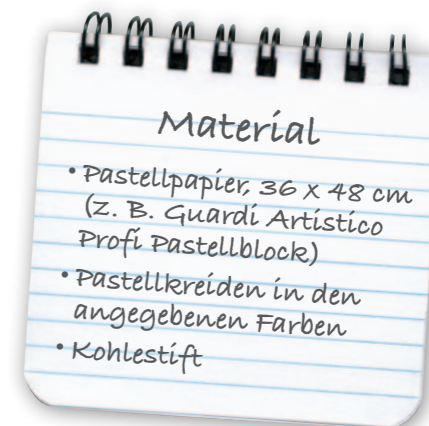 Material
• Pastellpapier, 36 x 48 cm
(z. B. Guardi Artistico
Profi Pastellblock)
• Pastellkreiden in den
angegebenen Farben
• Kohlestift